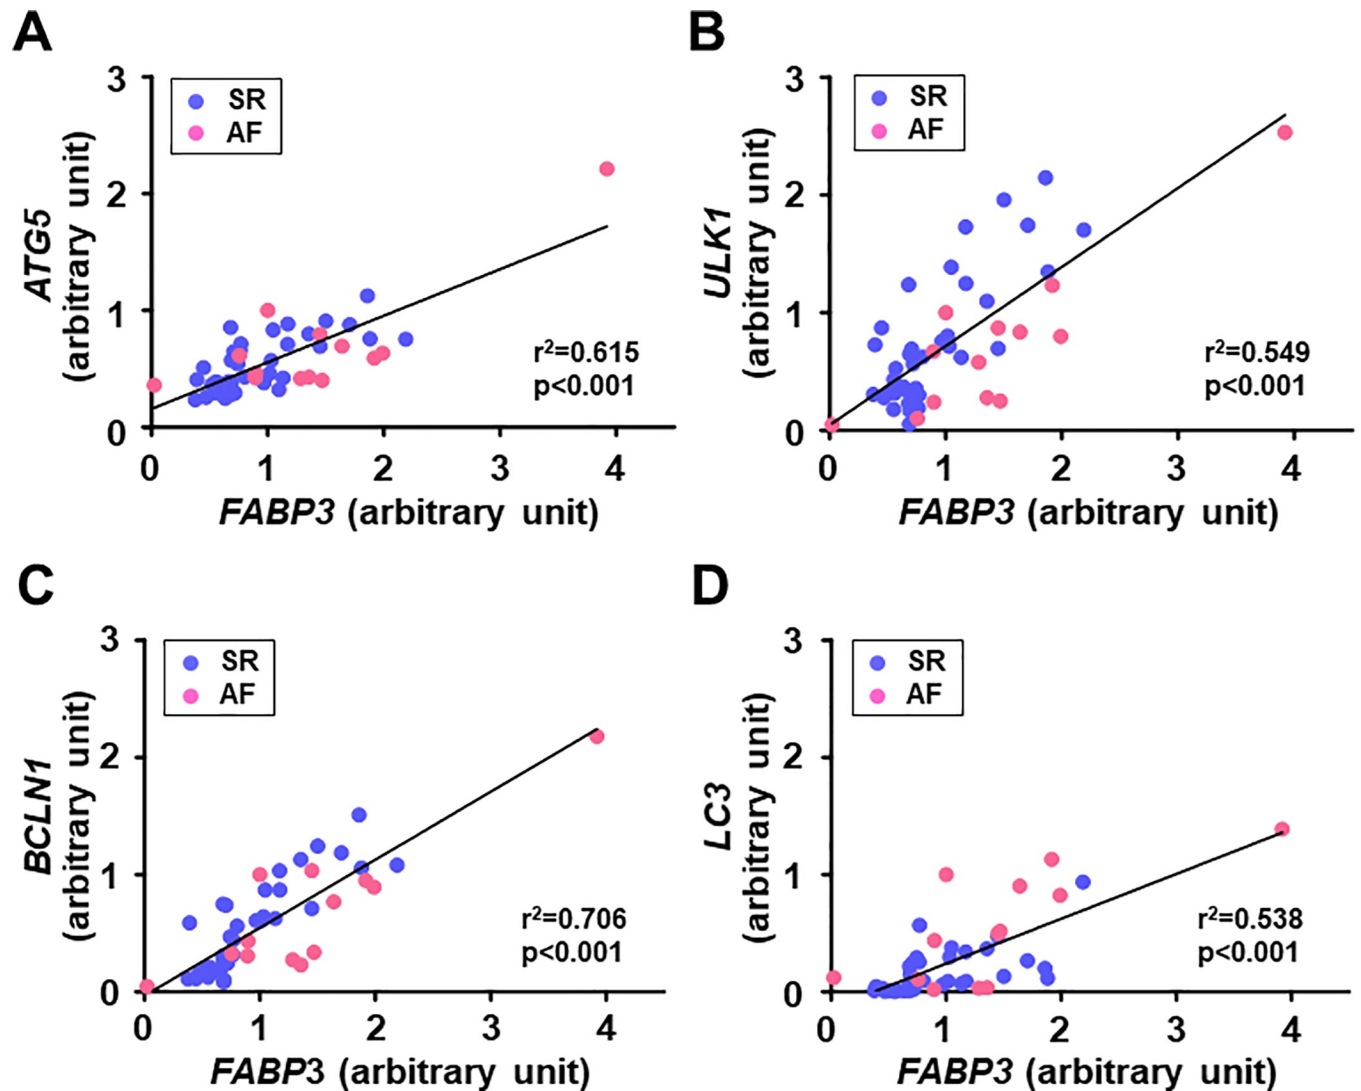 A
3
2
1
0
SR
AF
ATG5
(arbitrary unit)
r²=0.615
p<0.001
0 1 2 3 4
FABP3 (arbitrary unit)
B
3
2
1
0
SR
AF
ULK1
(arbitrary unit)
r²=0.549
p<0.001
0 1 2 3 4
FABP3 (arbitrary unit)
C
3
2
1
0
SR
AF
BCLN1
(arbitrary unit)
r²=0.706
p<0.001
0 1 2 3 4
FABP3 (arbitrary unit)
D
3
2
1
0
SR
AF
LC3
(arbitrary unit)
r²=0.538
p<0.001
0 1 2 3 4
FABP3 (arbitrary unit)